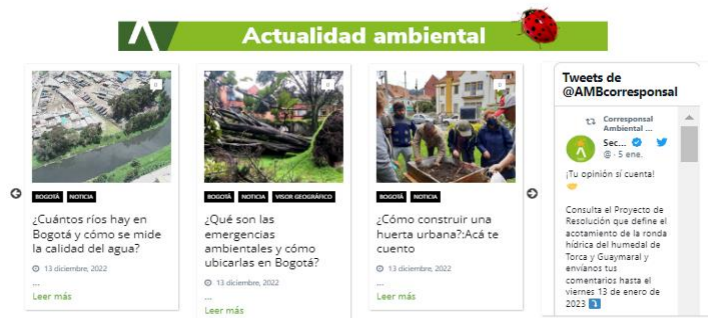 Actualidad ambiental
BOGOTÁ NOTICIA
¿Cuántos ríos hay en
Bogotá y cómo se mide
la calidad del agua?
13 diciembre, 2022
...
Leer más
BOGOTÁ NOTICIA VISOR GEOGRÁFICO
¿Qué son las
emergencias
ambientales y cómo
ubicarlas en Bogotá?
13 diciembre, 2022
...
Leer más
BOGOTÁ NOTICIA
¿Cómo construir una
huerta urbana?:Acá te
cuento
13 diciembre, 2022
...
Leer más
Tweets de
@AMBcorresponsal
Corresponsal
Ambiental ...
Sec...
@ · 5 ene.
¡Tu opinión sí cuenta!
Consulta el Proyecto de
Resolución que define el
acotamiento de la ronda
hídrica del humedal de
Torca y Guaymaral y
envíanos tus
comentarios hasta el
viernes 13 de enero de
2023